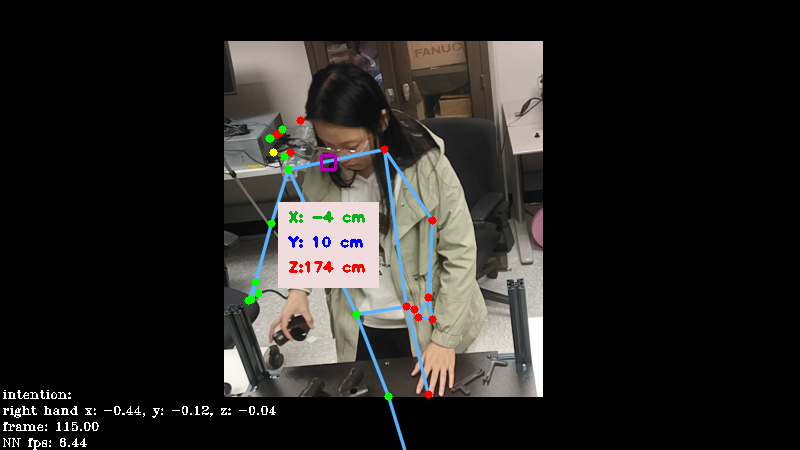 FANUC
X: -4 cm
Y: 10 cm
Z:174 cm
intention:
right hand x: -0.44, y: -0.12, z: -0.04
frame: 115.00
NN fps: 6.44